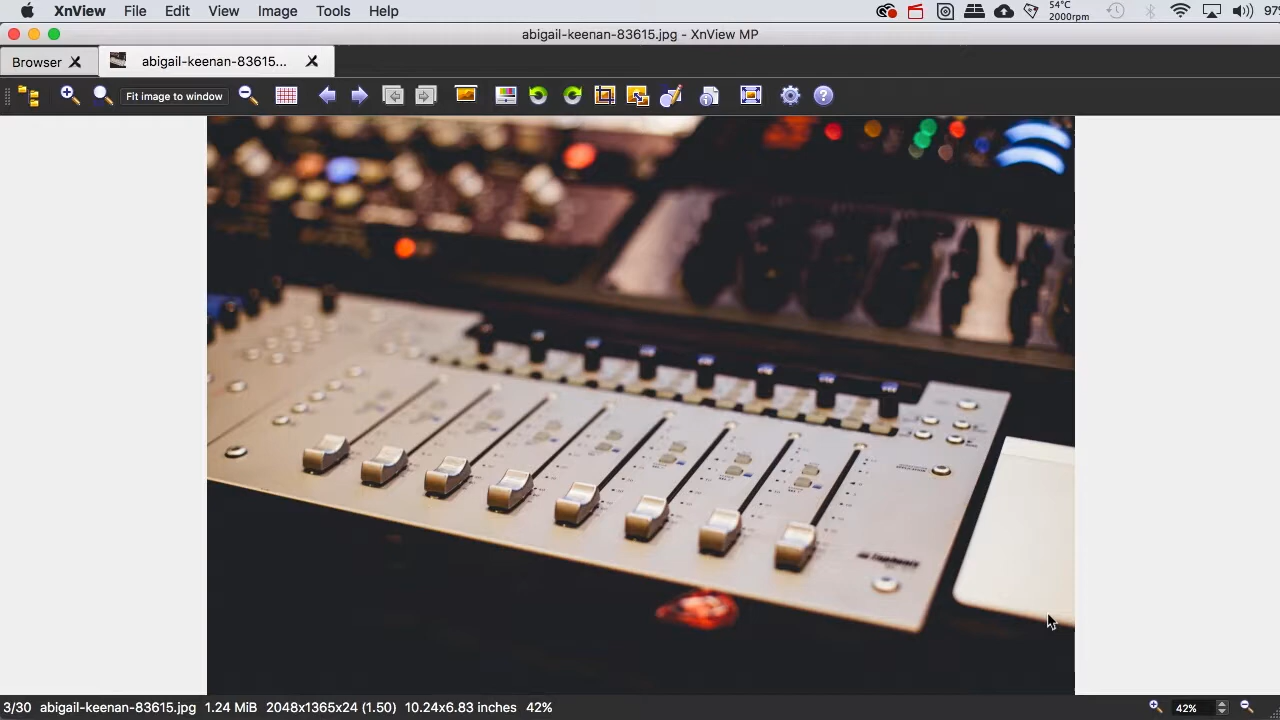 XnView File Edit View Image Tools Help
54°C
2000rpm
97%
abigail-keenan-83615.jpg - XnView MP
Browser
abigail-keenan-83615...
Fit image to window
3/30 abigail-keenan-83615.jpg 1.24 MiB 2048x1365x24 (1.50) 10.24x6.83 inches 42%
42%